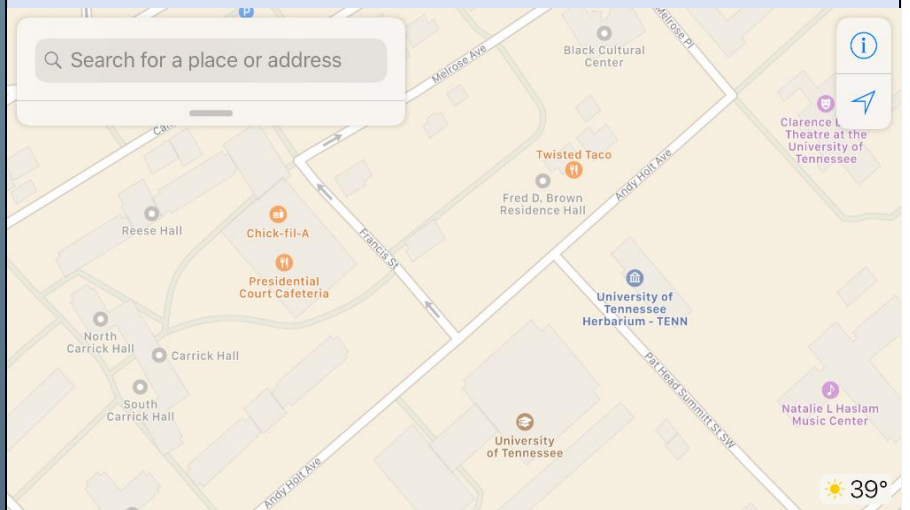 P
Search for a place or address
Melrose Pl
Black Cultural
Center
Melrose Ave
Clarence
Theatre at the
University of
Tennessee
Twisted Taco
Andy Holt Ave
Fred D. Brown
Residence Hall
Reese Hall
Chick-fil-A
Francis St
Presidential
Court Cafeteria
University of
Tennessee
Herbarium - TENN
North
Carrick Hall
Carrick Hall
South
Carrick Hall
Pat Head Summitt St SW
Natalie L Haslam
Music Center
University
of Tennessee
Andy Holt Ave
39°